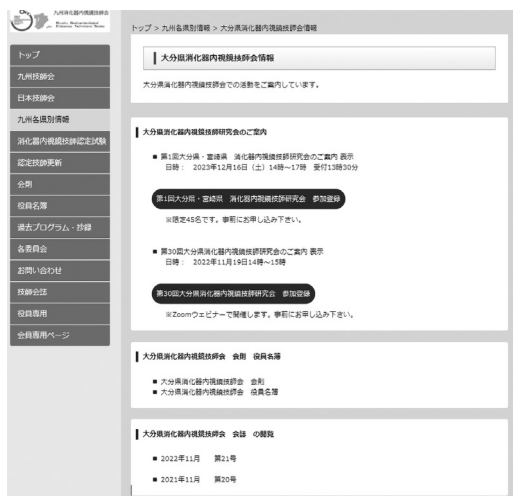 九州消化器内視鏡技師会
Kyushu Gastroenterological
Endoscopy Technicians Society
トップ > 九州各県別情報 > 大分県消化器内視鏡技師会情報
トップ
九州技師会
日本技師会
九州各県別情報
消化器内視鏡技師認定試験
認定技師更新
会則
役員名簿
過去プログラム・抄録
各委員会
お問い合わせ
技師会誌
役員専用
会員専用ページ
大分県消化器内視鏡技師会情報
大分県消化器内視鏡技師会での活動をご案内しています。
大分県消化器内視鏡技師研究会のご案内
■ 第1回大分県・宮崎県 消化器内視鏡技師研究会のご案内 表示
日時： 2023年12月16日（土）14時～17時 受付13時30分
第1回大分県・宮崎県 消化器内視鏡技師研究会 参加登録
※限定45名です。事前にお申し込み下さい。
■ 第30回大分県消化器内視鏡技師研究会のご案内 表示
日時： 2022年11月19日14時～15時
第30回大分県消化器内視鏡技師研究会 参加登録
※Zoomウェビナーで開催します。事前にお申し込み下さい。
大分県消化器内視鏡技師会 会則 役員名簿
■ 大分県消化器内視鏡技師会 会則
■ 大分県消化器内視鏡技師会 役員名簿
大分県消化器内視鏡技師会 会誌 の閲覧
■ 2022年11月 第21号
■ 2021年11月 第20号